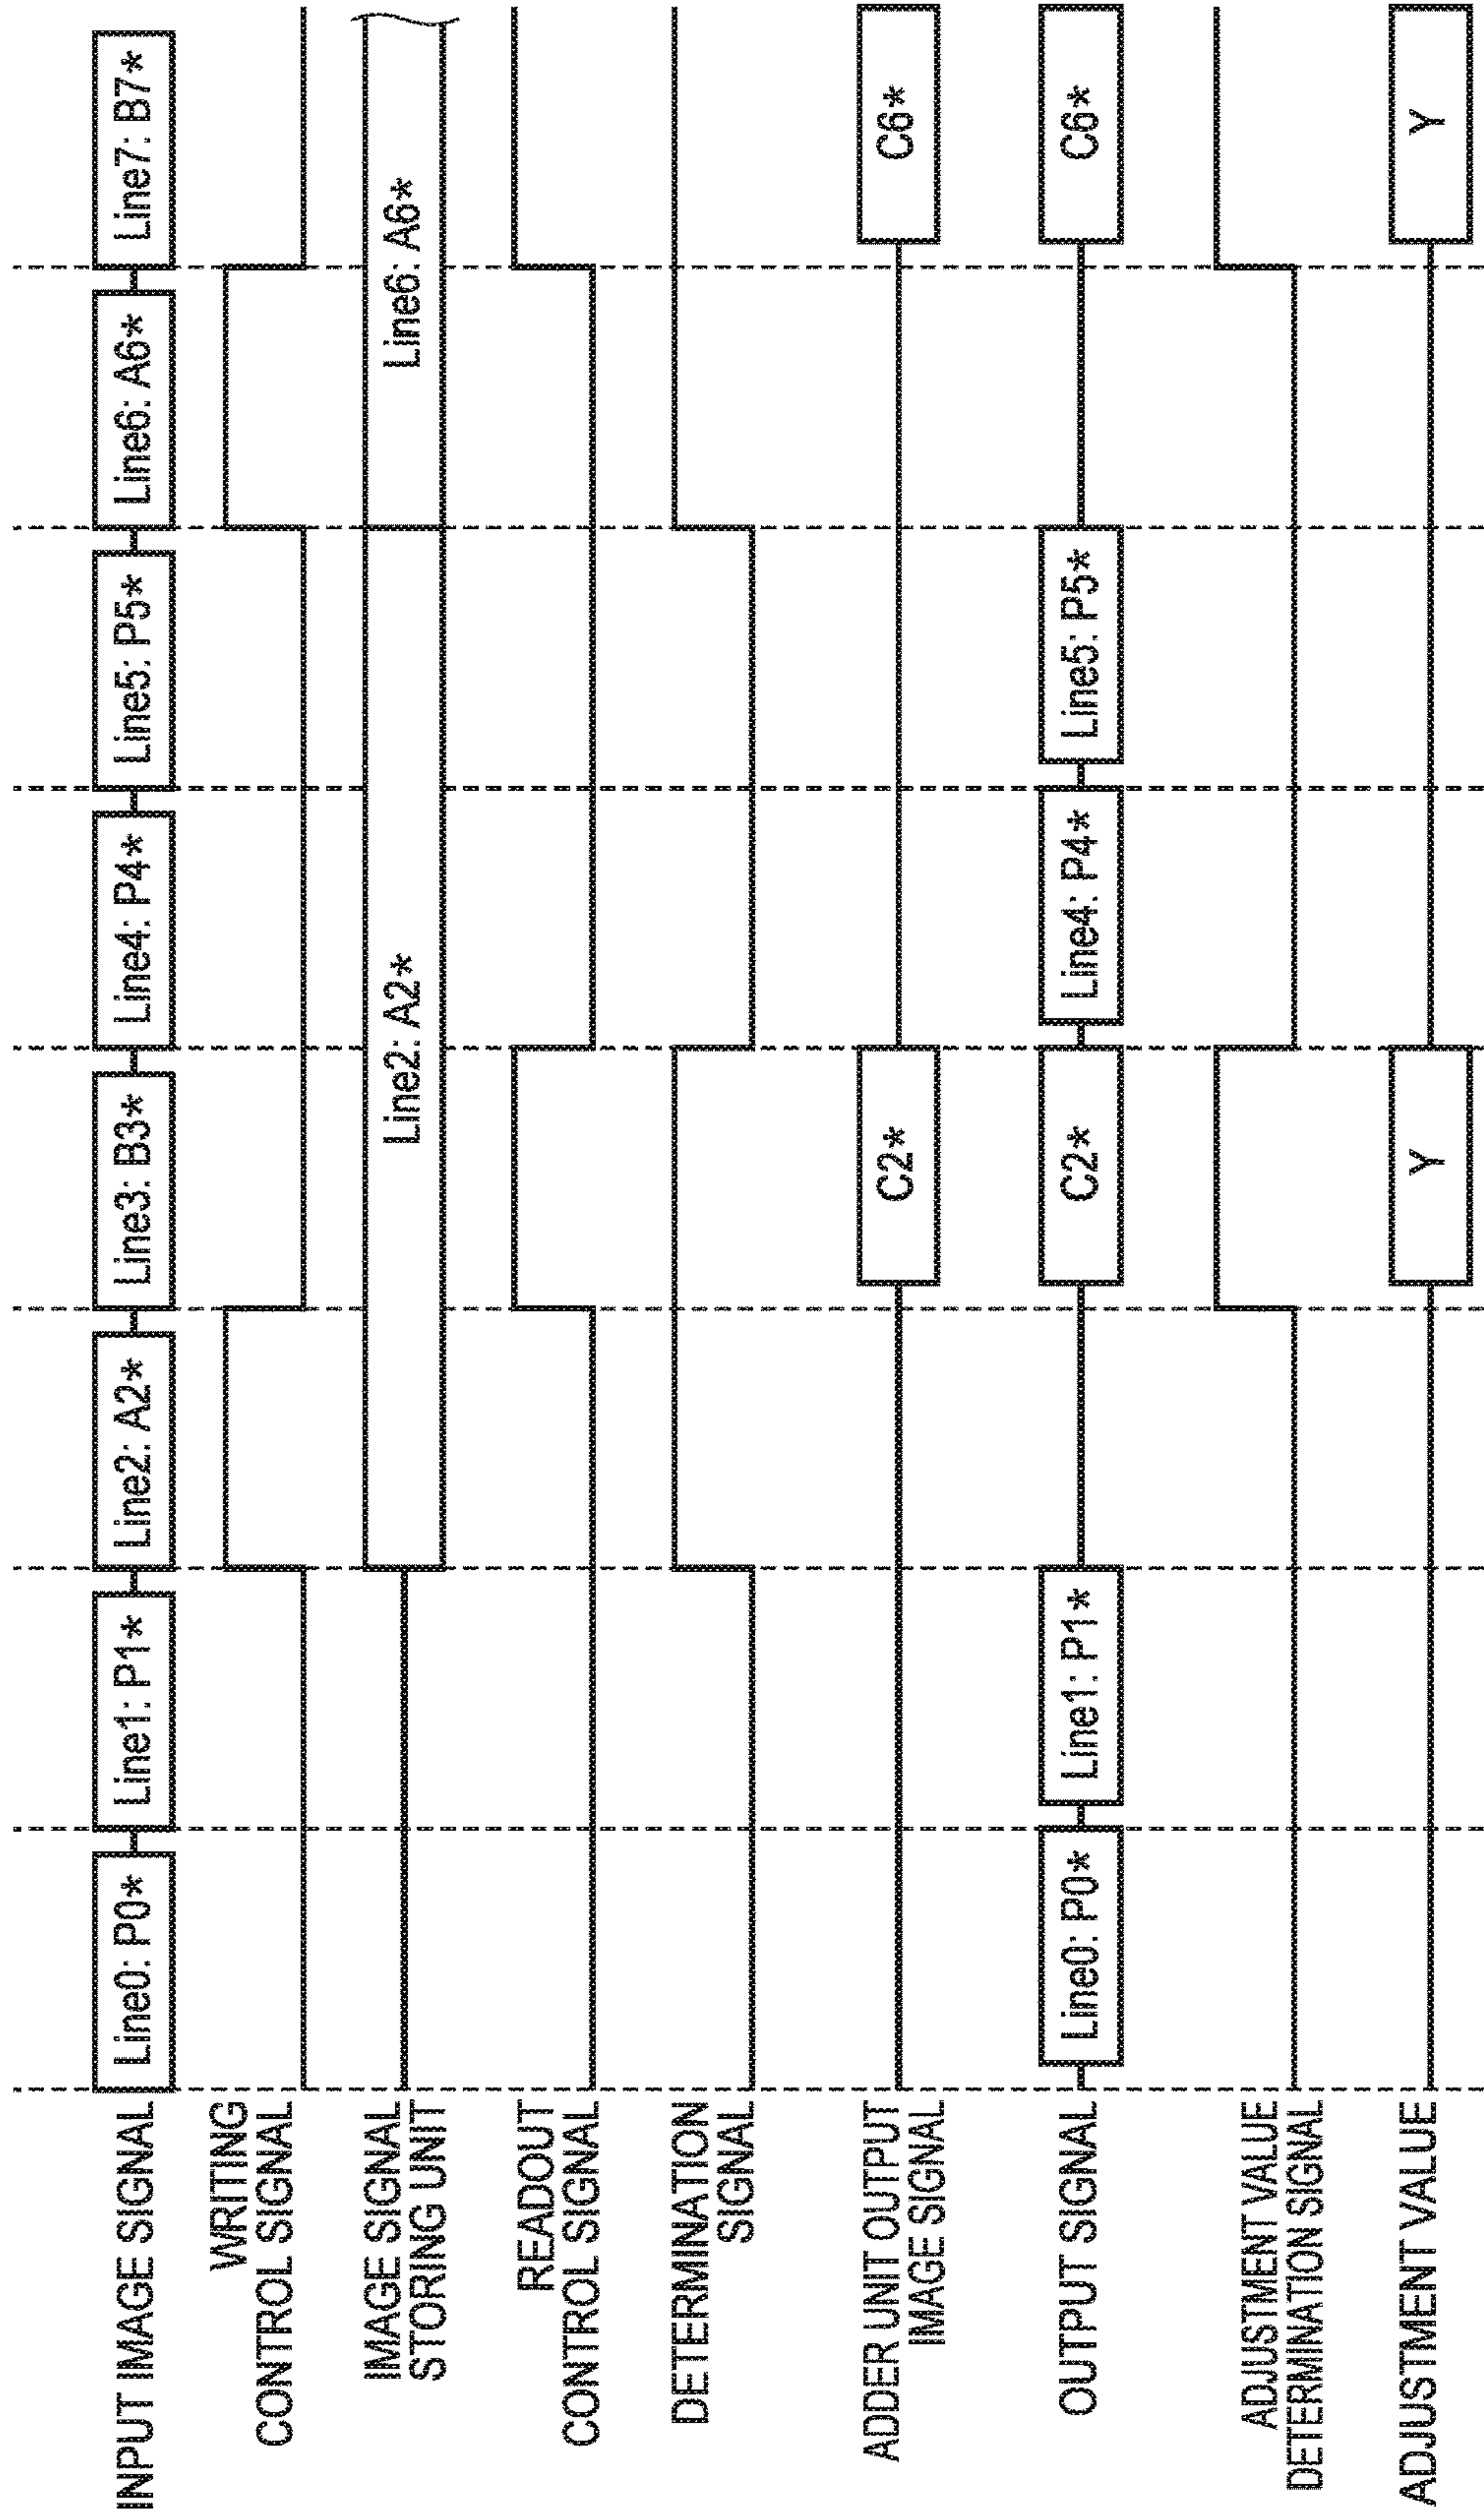 INPUT IMAGE SIGNAL
Line0: P0*
Line1: P1*
Line2: A2*
Line3: B3*
Line4: P4*
Line5: P5*
Line6: A6*
Line7: B7*
WRITING
CONTROL SIGNAL
IMAGE SIGNAL
STORING UNIT
Line2: A2*
Line6: A6*
READOUT
CONTROL SIGNAL
DETERMINATION
SIGNAL
ADDER UNIT OUTPUT
IMAGE SIGNAL
C2*
C6*
OUTPUT SIGNAL
Line0: P0*
Line1: P1*
C2*
Line4: P4*
Line5: P5*
C6*
ADJUSTMENT VALUE
DETERMINATION SIGNAL
ADJUSTMENT VALUE
Y
Y